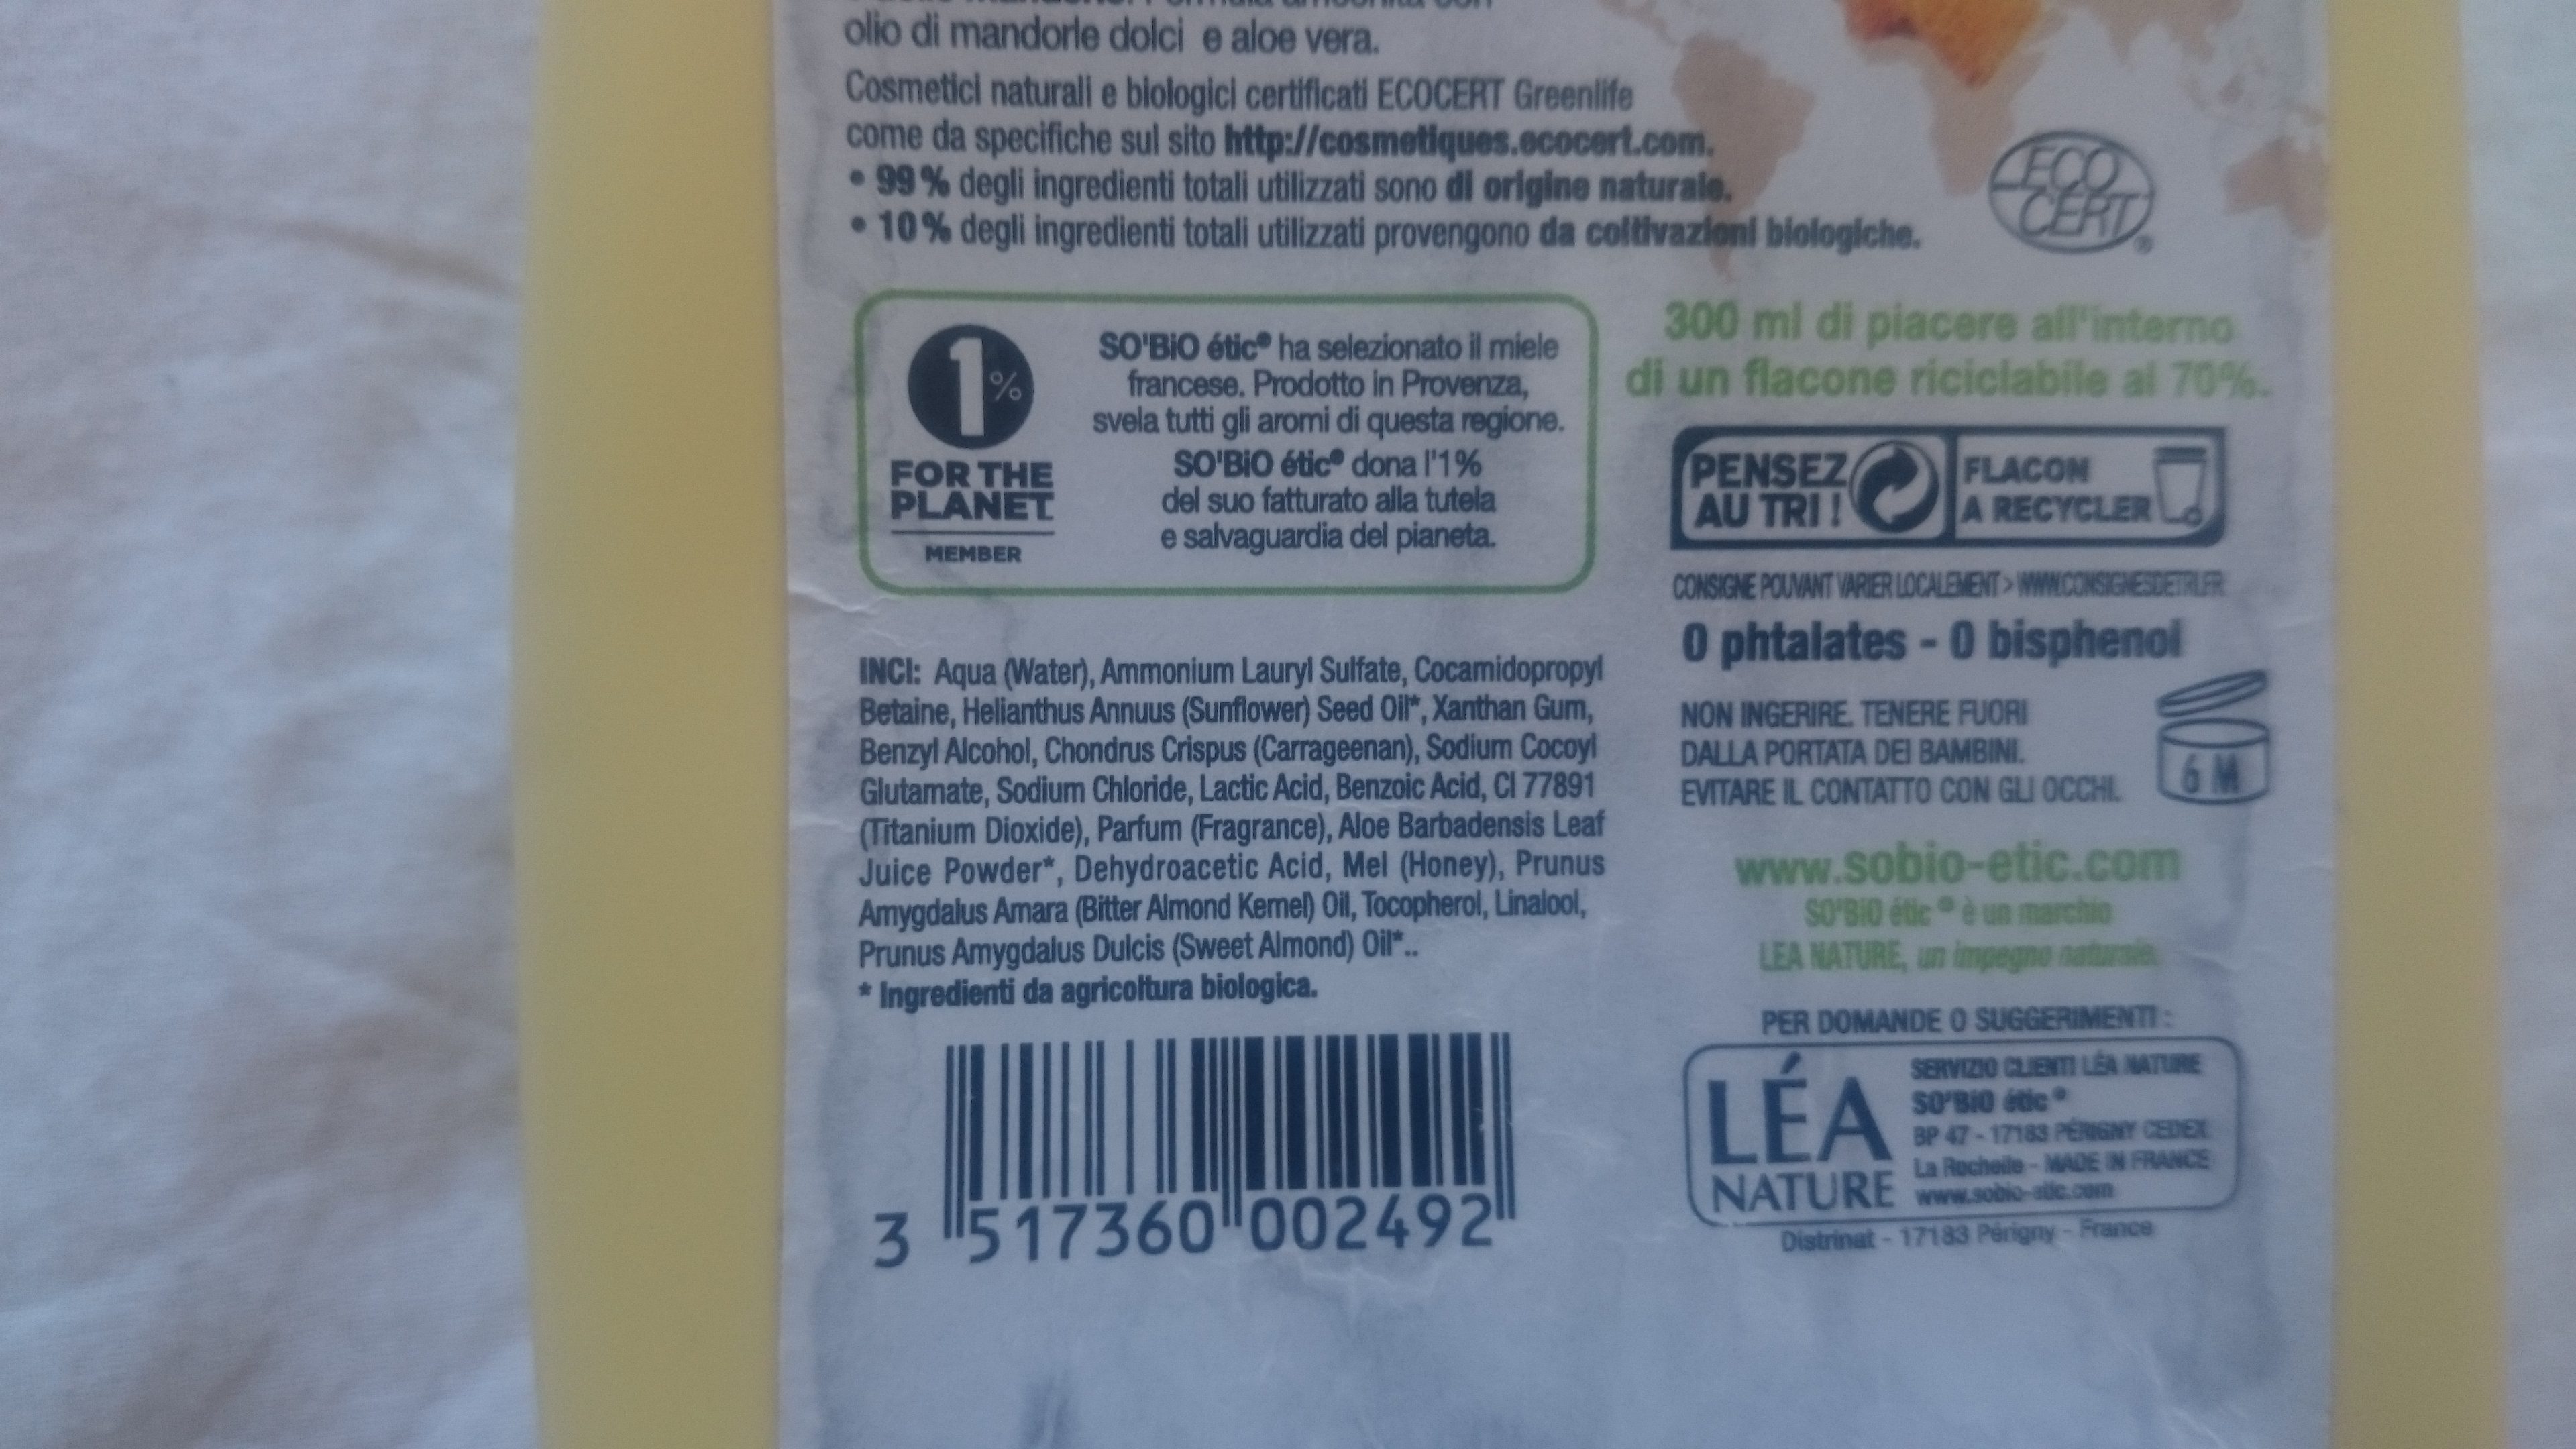 olio di mandorle dolci e aloe vera.
Cosmetici naturali e biologici certificati ECOCERT Greenlife
come da specifiche sul sito http://cosmetiques.ecocert.com.
• 99% degli ingredienti totali utilizzati sono di origine naturale.
• 10% degli ingredienti totali utilizzati provengono da coltivazioni biologiche.
ECO
CERT®
1%
FOR THE
PLANET
MEMBER
SO'BiO étic® ha selezionato il miele
francese. Prodotto in Provenza,
svela tutti gli aromi di questa regione.
SO'BiO étic® dona l'1%
del suo fatturato alla tutela
e salvaguardia del pianeta.
300 ml di piacere all'interno
di un flacone riciclabile al 70%.
PENSEZ
AU TRI !
FLACON
A RECYCLER
CONSIGNE POUVANT VARIER LOCALEMENT > WWW.CONSIGNESDETRI.FR
0 phtalates - 0 bisphenol
NON INGERIRE. TENERE FUORI
DALLA PORTATA DEI BAMBINI.
EVITARE IL CONTATTO CON GLI OCCHI.
6 M
INCI: Aqua (Water), Ammonium Lauryl Sulfate, Cocamidopropyl
Betaine, Helianthus Annuus (Sunflower) Seed Oil*, Xanthan Gum,
Benzyl Alcohol, Chondrus Crispus (Carrageenan), Sodium Cocoyl
Glutamate, Sodium Chloride, Lactic Acid, Benzoic Acid, CI 77891
(Titanium Dioxide), Parfum (Fragrance), Aloe Barbadensis Leaf
Juice Powder*, Dehydroacetic Acid, Mel (Honey), Prunus
Amygdalus Amara (Bitter Almond Kernel) Oil, Tocopherol, Linalool,
Prunus Amygdalus Dulcis (Sweet Almond) Oil*..
* Ingredienti da agricoltura biologica.
3 517360 002492
www.sobio-etic.com
SO'BiO étic® è un marchio
LEA NATURE, un impegno naturale.
PER DOMANDE O SUGGERIMENTI :
LÉA
NATURE
SERVIZIO CLIENTI LÉA NATURE
SO'BiO étic®
BP 47 - 17183 PÉRIGNY CEDEX
La Rochelle - MADE IN FRANCE
www.sobio-etic.com
Distrinat - 17183 Périgny - France